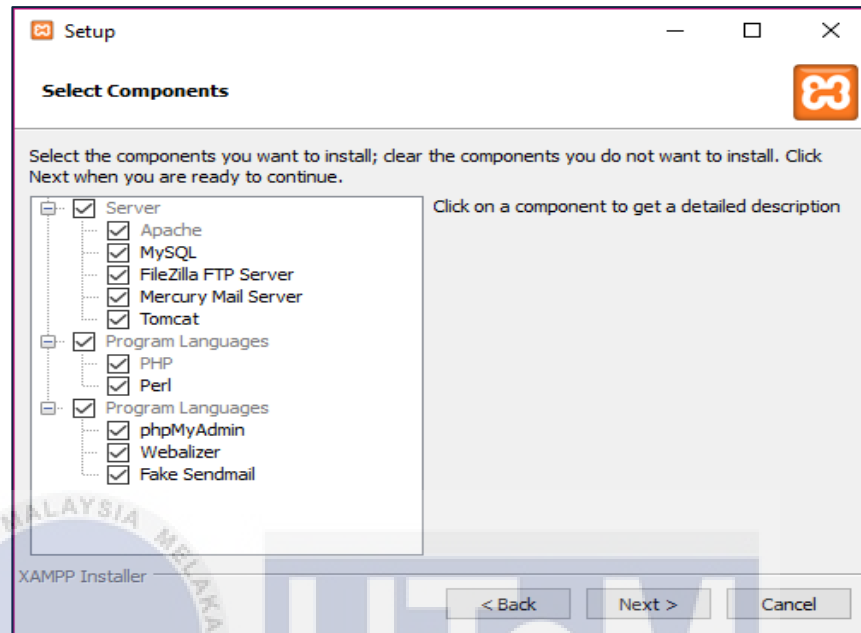 Setup
Select Components
Select the components you want to install; clear the components you do not want to install. Click
Next when you are ready to continue.
Server
Apache
MySQL
FileZilla FTP Server
Mercury Mail Server
Tomcat
Program Languages
PHP
Perl
Program Languages
phpMyAdmin
Webalizer
Fake Sendmail
Click on a component to get a detailed description
MALAYSIA MELAKA
XAMPP Installer
< Back
Next >
Cancel